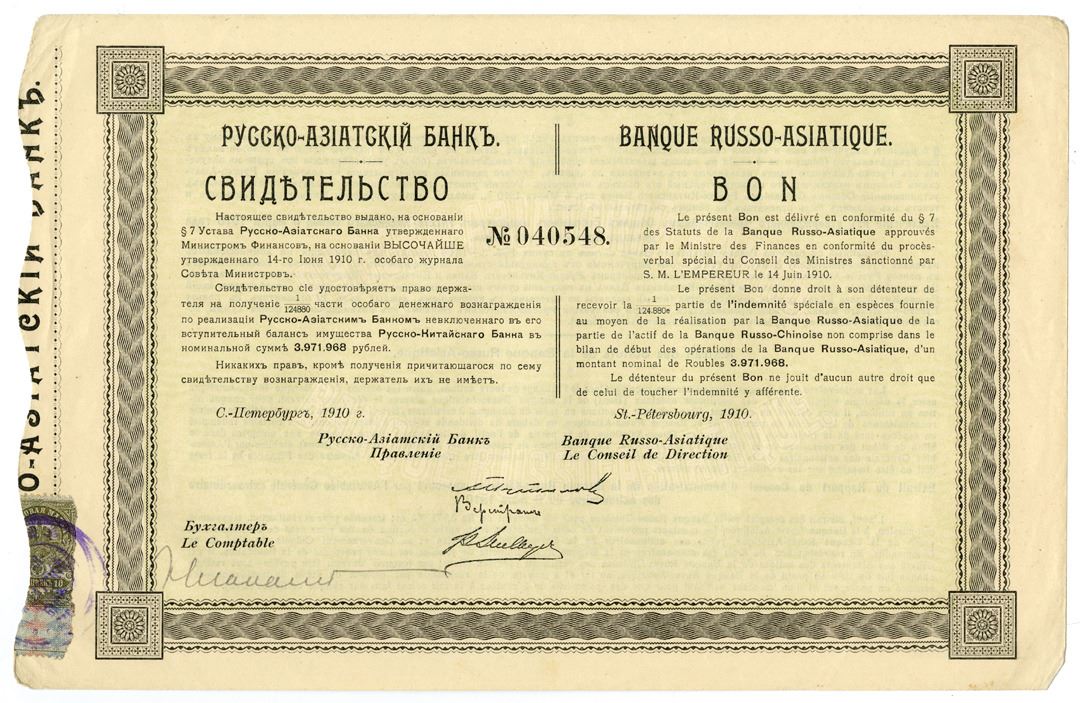 РУССКО-АЗІАТСКІЙ БАНКЪ.
СВИДѢТЕЛЬСТВО
Настоящее свидѣтельство выдано, на основаніи
§ 7 Устава Русско-Азіатскаго Банка утвержденнаго
Министромъ Финансовъ, на основаніи ВЫСОЧАЙШЕ
утвержденнаго 14-го Іюня 1910 г. особаго журнала
Совѣта Министровъ.
Свидѣтельство сіе удостовѣряетъ право держа-
теля на полученіе 1/124880 части особаго денежнаго вознагражденія
по реализаціи Русско-Азіатскимъ Банкомъ невключеннаго въ его
вступительный балансъ имущества Русско-Китайскаго Банка въ
номинальной суммѣ 3.971.968 рублей.
Никакихъ правъ, кромѣ полученія причитающагося по сему
свидѣтельству вознагражденія, держатель ихъ не имѣетъ.
С.-Петербургъ, 1910 г.
Русско-Азіатскій Банкъ
Правленіе
№ 040548.
BANQUE RUSSO-ASIATIQUE.
BON
Le présent Bon est délivré en conformité du § 7
des Statuts de la Banque Russo-Asiatique approuvés
par le Ministre des Finances en conformité du procès-
verbal spécial du Conseil des Ministres sánctionné par
S. M. L'EMPEREUR le 14 Juin 1910.
Le présent Bon donne droit à son détenteur de
recevoir la 1/124.880e partie de l'indemnité spéciale en espèces fournie
au moyen de la réalisation par la Banque Russo-Asiatique de la
partie de l'actif de la Banque Russo-Chinoise non comprise dans le
bilan de début des opérations de la Banque Russo-Asiatique, d'un
montant nominal de Roubles 3.971.968.
Le détenteur du présent Bon ne jouit d'aucun autre droit que
de celui de toucher l'indemnité y afférente.
St.-Pétersbourg, 1910.
Banque Russo-Asiatique
Le Conseil de Direction
Бухгалтеръ
Le Comptable
О-АЗІАТСКІЙ БАНКЪ.